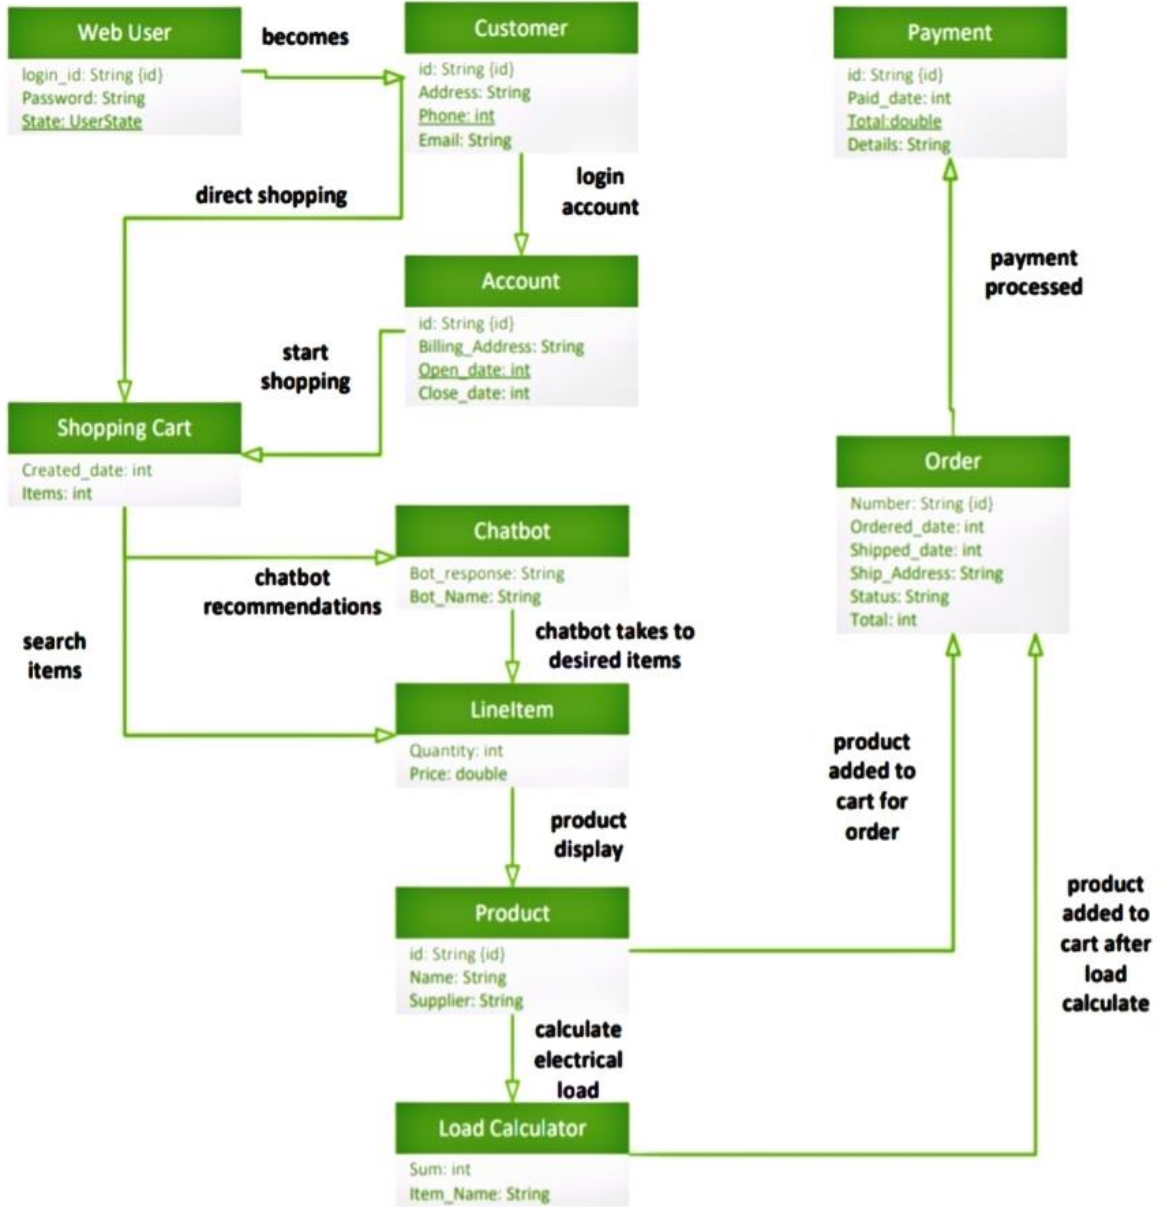 Web User
login_id: String {id}
Password: String
State: UserState
becomes
Customer
id: String {id}
Address: String
Phone: int
Email: String
Payment
id: String {id}
Paid_date: int
Total:double
Details: String
direct shopping
login
account
Account
id: String {id}
Billing_Address: String
Open_date: int
Close_date: int
payment
processed
start
shopping
Shopping Cart
Created_date: int
Items: int
Order
Number: String {id}
Ordered_date: int
Shipped_date: int
Ship_Address: String
Status: String
Total: int
Chatbot
Bot_response: String
Bot_Name: String
chatbot
recommendations
search
items
chatbot takes to
desired items
LineItem
Quantity: int
Price: double
product
added to
cart for
order
product
display
Product
id: String {id}
Name: String
Supplier: String
product
added to
cart after
load
calculate
calculate
electrical
load
Load Calculator
Sum: int
Item_Name: String